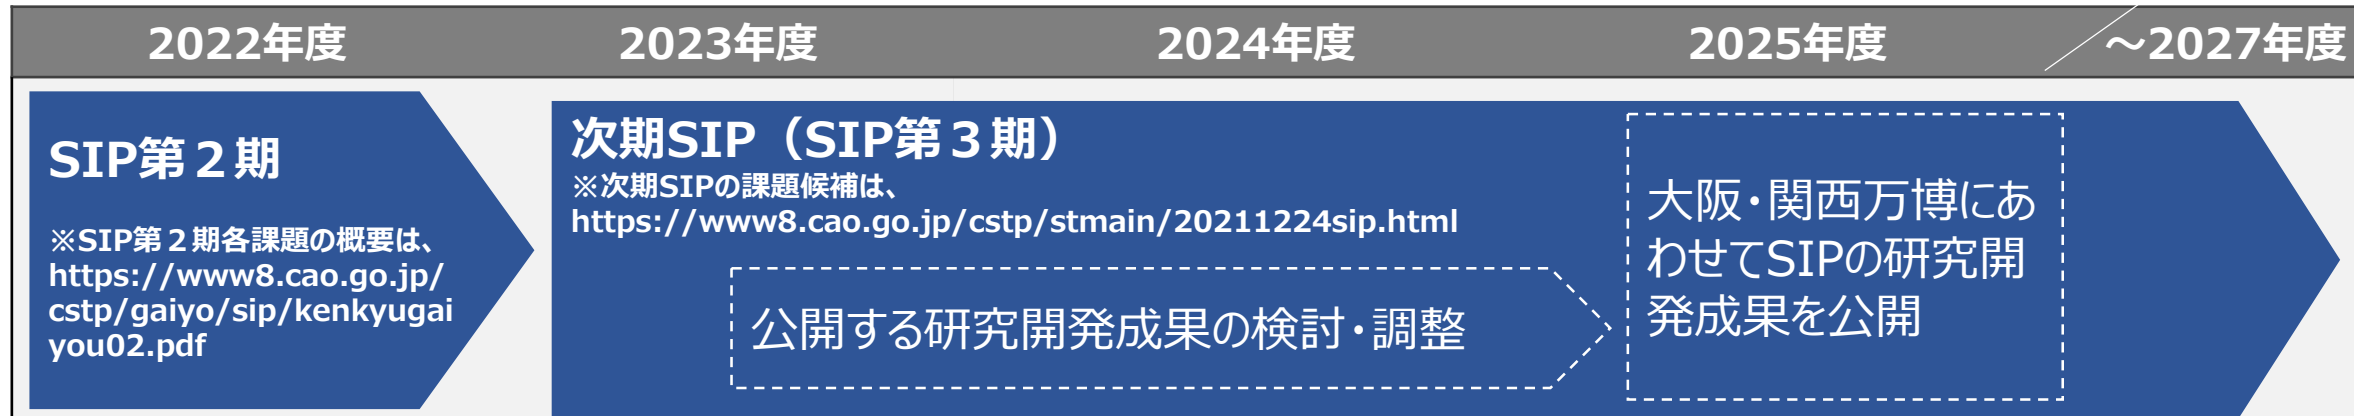 2022年度 2023年度 2024年度 2025年度 ～2027年度
SIP第２期
※SIP第２期各課題の概要は、
https://www8.cao.go.jp/
cstp/gaiyo/sip/kenkyugai
you02.pdf
次期SIP（SIP第３期）
※次期SIPの課題候補は、
https://www8.cao.go.jp/cstp/stmain/20211224sip.html
公開する研究開発成果の検討・調整
大阪・関西万博にあ
わせてSIPの研究開
発成果を公開